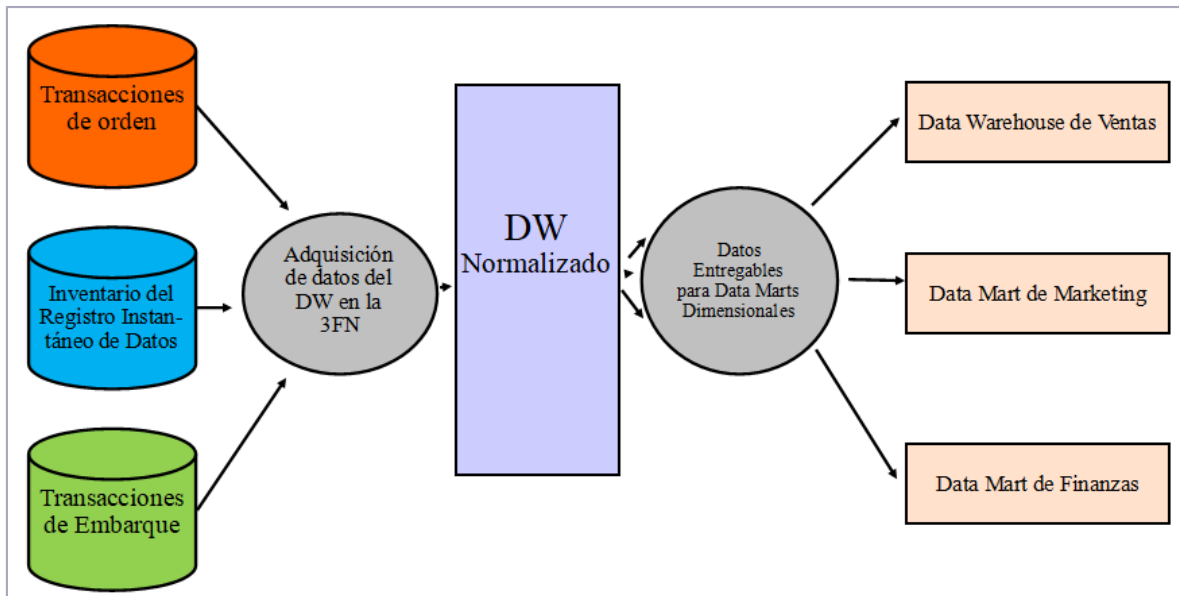 Transacciones
de orden
Inventario del
Registro Instan-
táneo de Datos
Transacciones
de Embarque
Adquisición
de datos del
DW en la
3FN
DW
Normalizado
Datos
Entregables
para Data Marts
Dimensionales
Data Warehouse de Ventas
Data Mart de Marketing
Data Mart de Finanzas